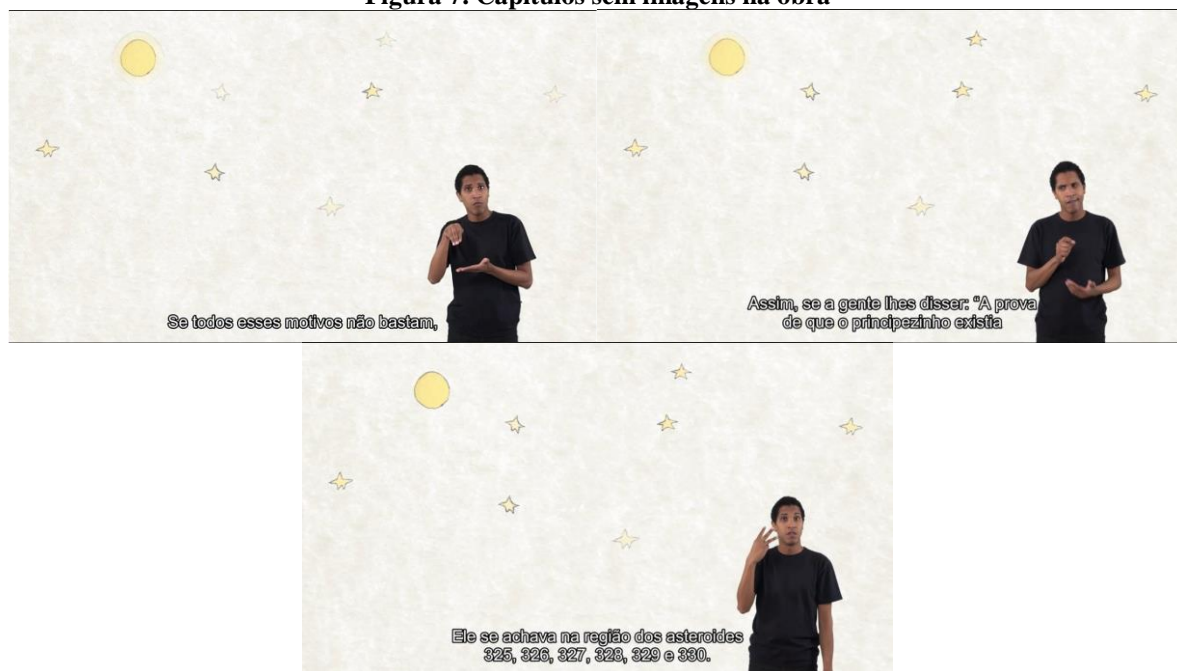 Figura 7: Capítulos sem imagens na obra
Se todos esses motivos não bastam,
Assim, se a gente lhes disser: "A prova
de que o principezinho existia
Ele se achava na região dos asteroides
325, 326, 327, 328, 329 e 330.